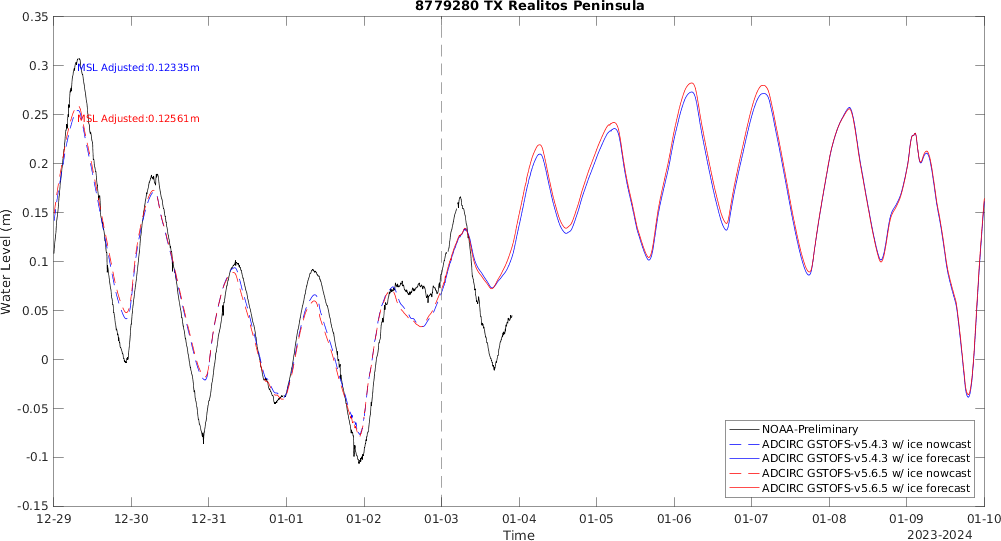 8779280 TX Realitos Peninsula
0.35
0.3
0.25
0.2
0.15
0.1
0.05
0
-0.05
-0.1
-0.15
Water Level (m)
MSL Adjusted:0.12335m
MSL Adjusted:0.12561m
NOAA-Preliminary
ADCIRC GSTOFS-v5.4.3 w/ ice nowcast
ADCIRC GSTOFS-v5.4.3 w/ ice forecast
ADCIRC GSTOFS-v5.6.5 w/ ice nowcast
ADCIRC GSTOFS-v5.6.5 w/ ice forecast
12-29 12-30 12-31 01-01 01-02 01-03 01-04 01-05 01-06 01-07 01-08 01-09 01-10
Time
2023-2024